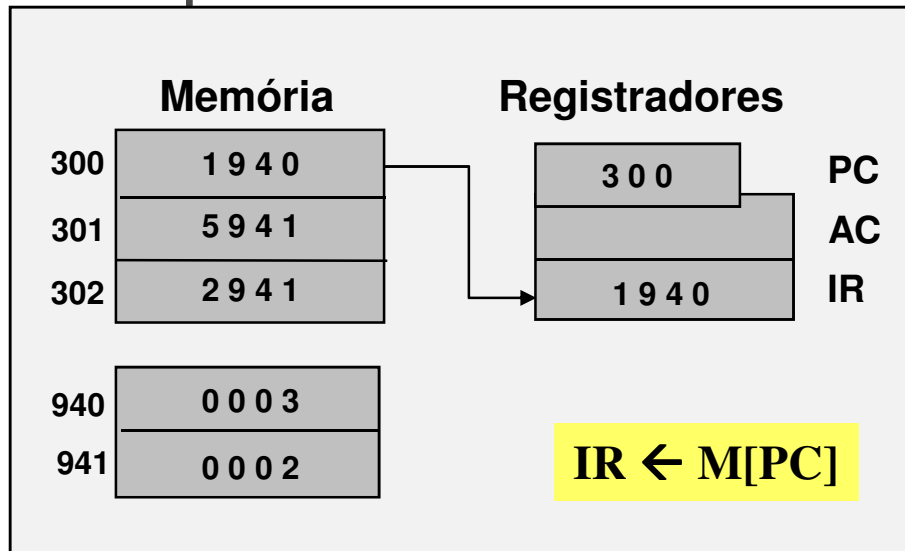 Memória Registradores
300 1 9 4 0 3 0 0 PC
301 5 9 4 1 AC
302 2 9 4 1 1 9 4 0 IR
940 0 0 0 3
941 0 0 0 2
IR ← M[PC]